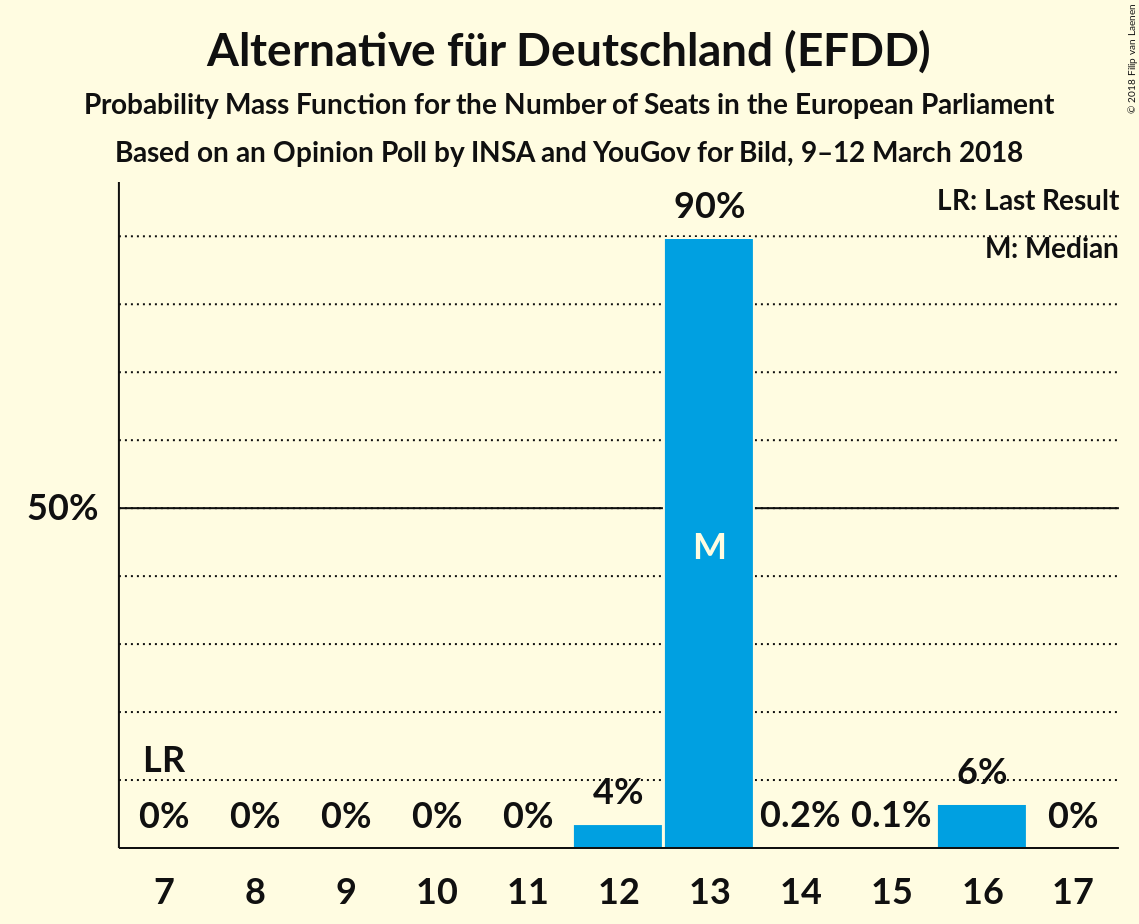 Alternative für Deutschland (EFDD)
Probability Mass Function for the Number of Seats in the European Parliament
Based on an Opinion Poll by INSA and YouGov for Bild, 9–12 March 2018
© 2018 Filip van Laenen
LR: Last Result
M: Median
90%
50%
M
LR
0% 0% 0% 0% 0% 4% 0.2% 0.1% 6% 0%
7 8 9 10 11 12 13 14 15 16 17